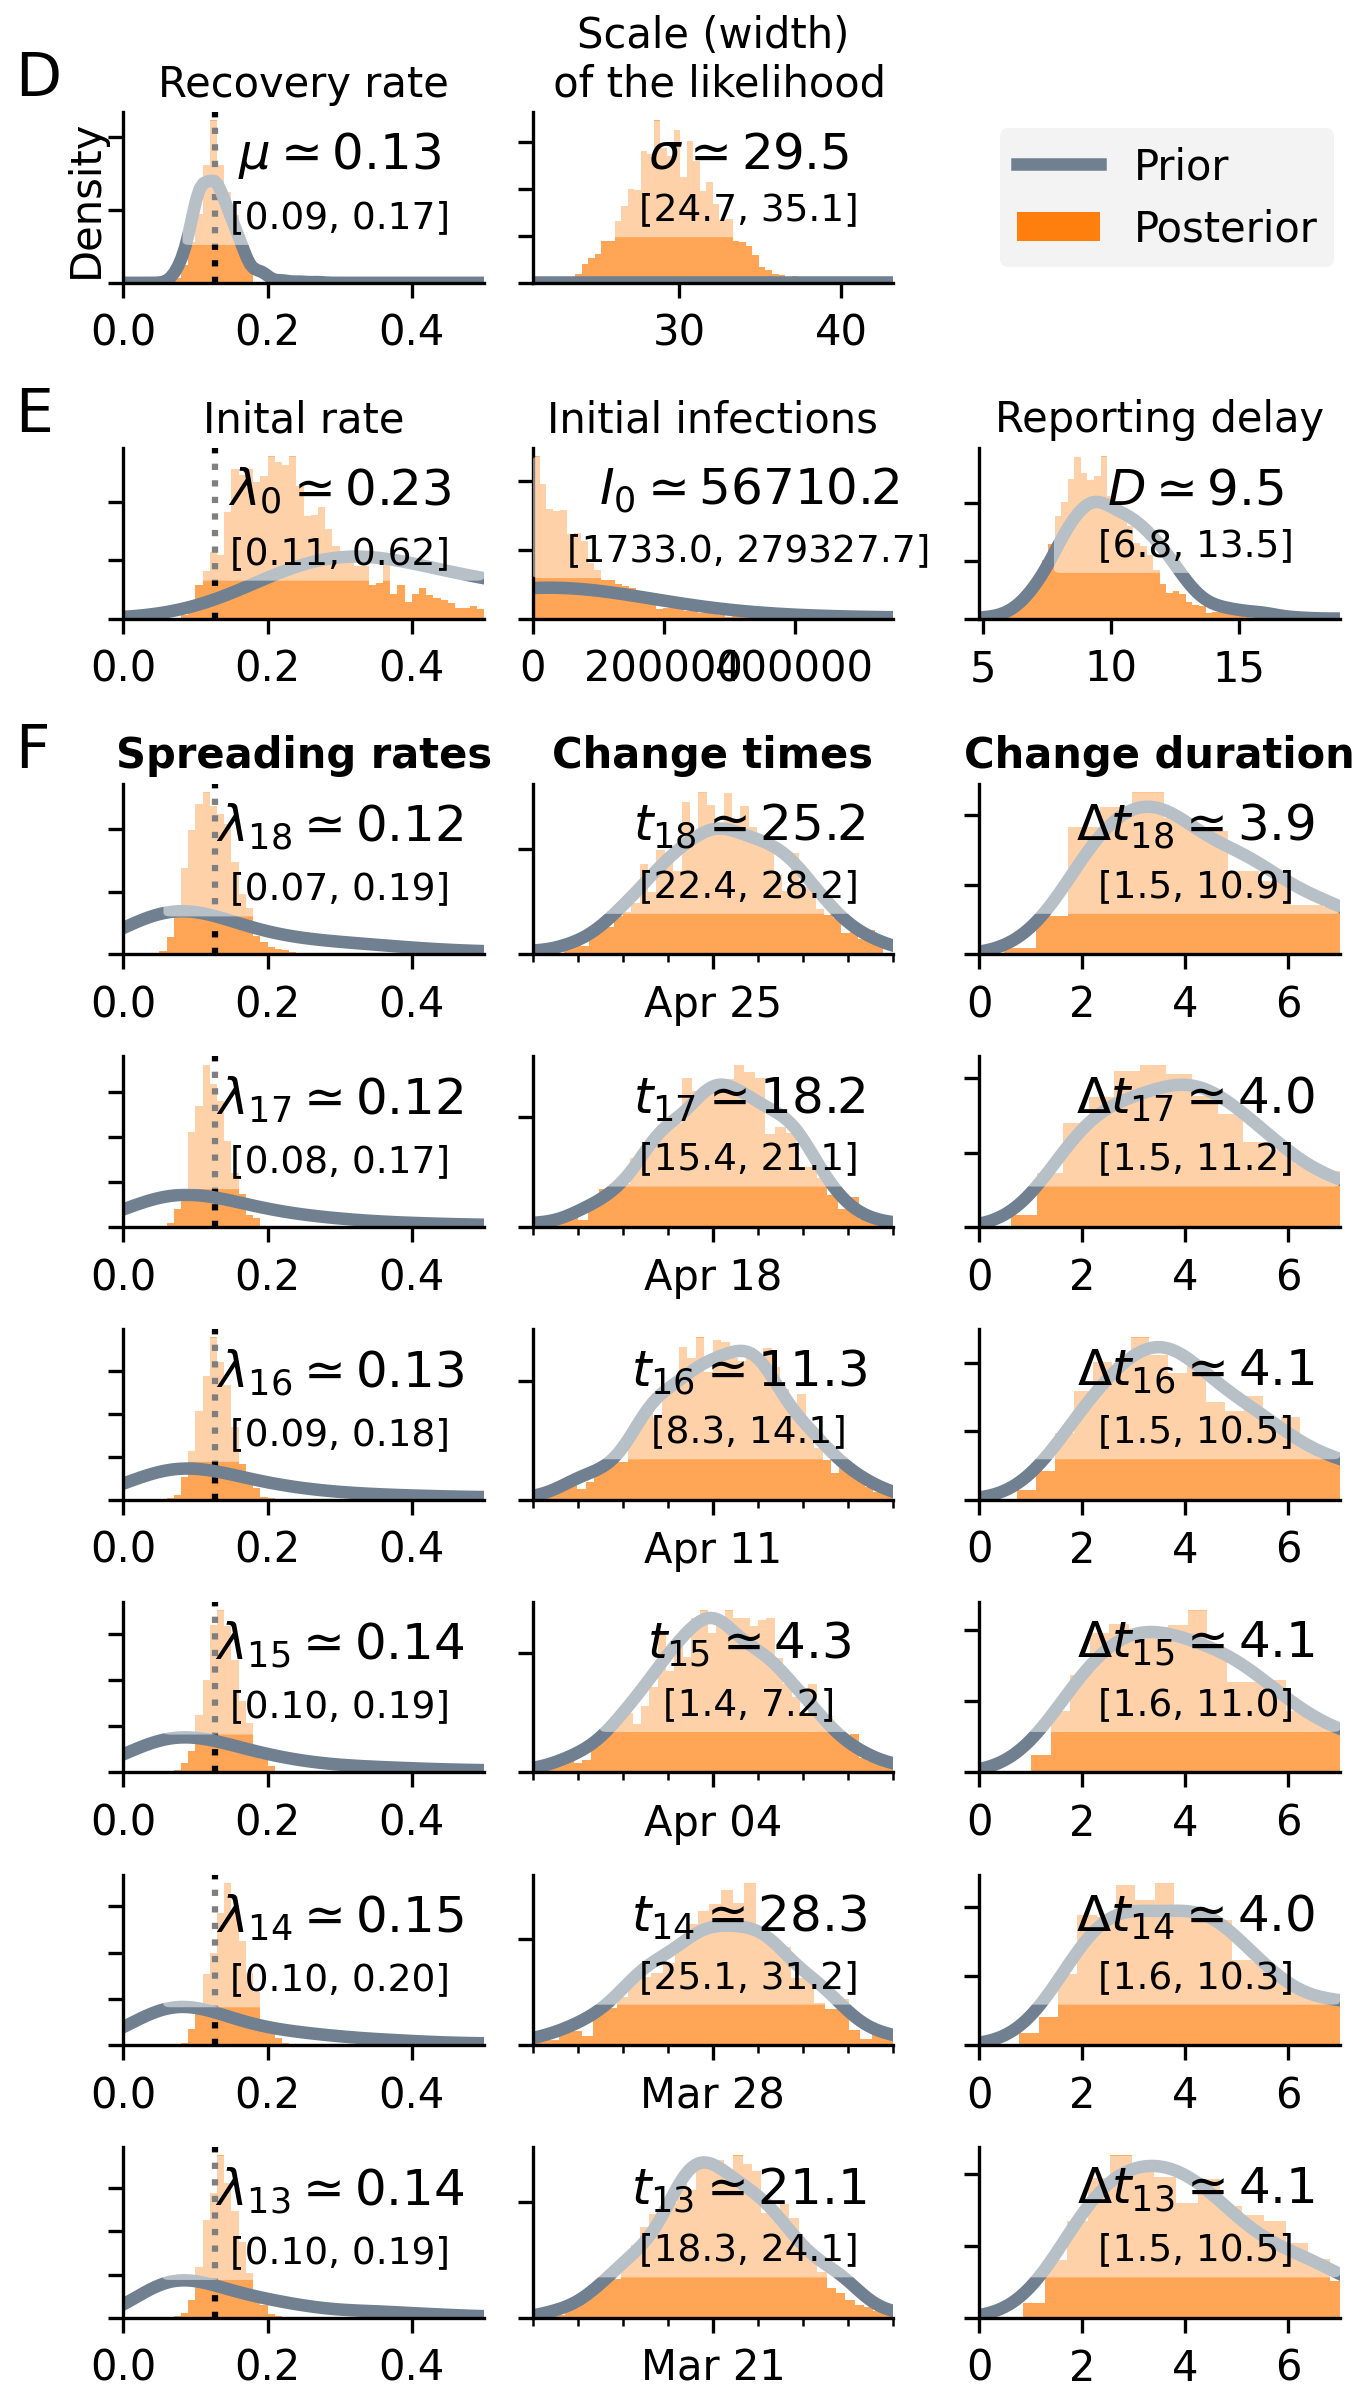 D
Recovery rate
Scale (width)
of the likelihood
Density
μ ≃ 0.13
[0.09, 0.17]
σ ≃ 29.5
[24.7, 35.1]
Prior
Posterior
0.0 0.2 0.4
30 40
E
Inital rate
Initial infections
Reporting delay
λ0 ≃ 0.23
[0.11, 0.62]
I0 ≃ 56710.2
[1733.0, 279327.7]
D ≃ 9.5
[6.8, 13.5]
0.0 0.2 0.4
0 200000 400000
5 10 15
F
Spreading rates
Change times
Change duration
λ18 ≃ 0.12
[0.07, 0.19]
t18 ≃ 25.2
[22.4, 28.2]
Δt18 ≃ 3.9
[1.5, 10.9]
0.0 0.2 0.4
Apr 25
0 2 4 6
λ17 ≃ 0.12
[0.08, 0.17]
t17 ≃ 18.2
[15.4, 21.1]
Δt17 ≃ 4.0
[1.5, 11.2]
0.0 0.2 0.4
Apr 18
0 2 4 6
λ16 ≃ 0.13
[0.09, 0.18]
t16 ≃ 11.3
[8.3, 14.1]
Δt16 ≃ 4.1
[1.5, 10.5]
0.0 0.2 0.4
Apr 11
0 2 4 6
λ15 ≃ 0.14
[0.10, 0.19]
t15 ≃ 4.3
[1.4, 7.2]
Δt15 ≃ 4.1
[1.6, 11.0]
0.0 0.2 0.4
Apr 04
0 2 4 6
λ14 ≃ 0.15
[0.10, 0.20]
t14 ≃ 28.3
[25.1, 31.2]
Δt14 ≃ 4.0
[1.6, 10.3]
0.0 0.2 0.4
Mar 28
0 2 4 6
λ13 ≃ 0.14
[0.10, 0.19]
t13 ≃ 21.1
[18.3, 24.1]
Δt13 ≃ 4.1
[1.5, 10.5]
0.0 0.2 0.4
Mar 21
0 2 4 6